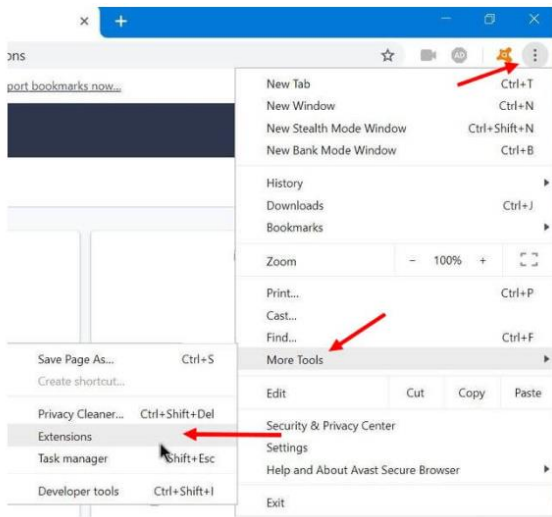 ons
port bookmarks now...
AD
New Tab Ctrl+T
New Window Ctrl+N
New Stealth Mode Window Ctrl+Shift+N
New Bank Mode Window Ctrl+B
History
Downloads Ctrl+J
Bookmarks
Zoom - 100% +
Print... Ctrl+P
Cast...
Find... Ctrl+F
More Tools
Edit Cut Copy Paste
Security & Privacy Center
Settings
Help and About Avast Secure Browser
Exit
Save Page As... Ctrl+S
Create shortcut...
Privacy Cleaner... Ctrl+Shift+Del
Extensions
Task manager Shift+Esc
Developer tools Ctrl+Shift+I